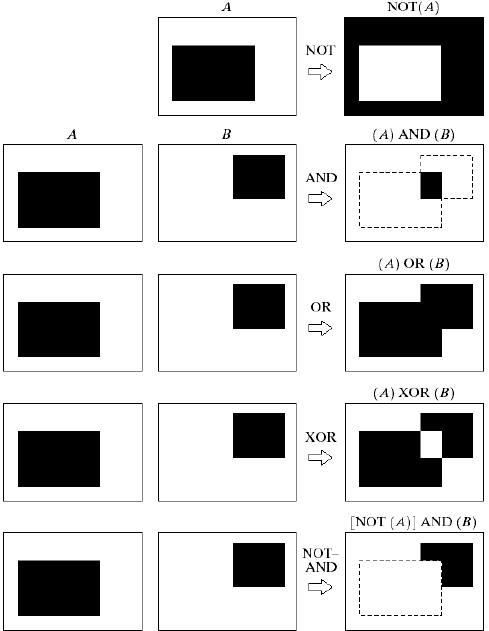 A
NOT(A)
NOT
A
B
(A) AND (B)
AND
(A) OR (B)
OR
(A) XOR (B)
XOR
[NOT (A)] AND (B)
NOT–
AND